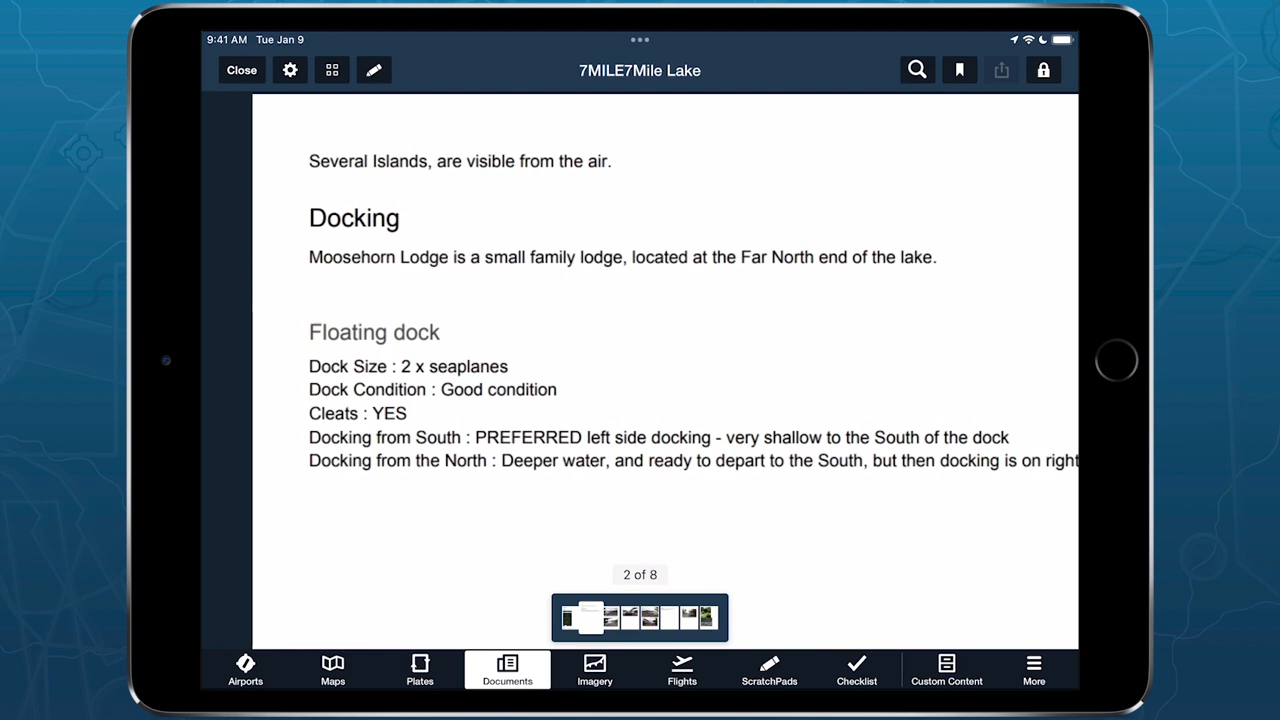 9:41 AM Tue Jan 9
Close
7MILE7Mile Lake
Several Islands, are visible from the air.
Docking
Moosehorn Lodge is a small family lodge, located at the Far North end of the lake.
Floating dock
Dock Size : 2 x seaplanes
Dock Condition : Good condition
Cleats : YES
Docking from South : PREFERRED left side docking - very shallow to the South of the dock
Docking from the North : Deeper water, and ready to depart to the South, but then docking is on right
2 of 8
Airports Maps Plates Documents Imagery Flights ScratchPads Checklist Custom Content More